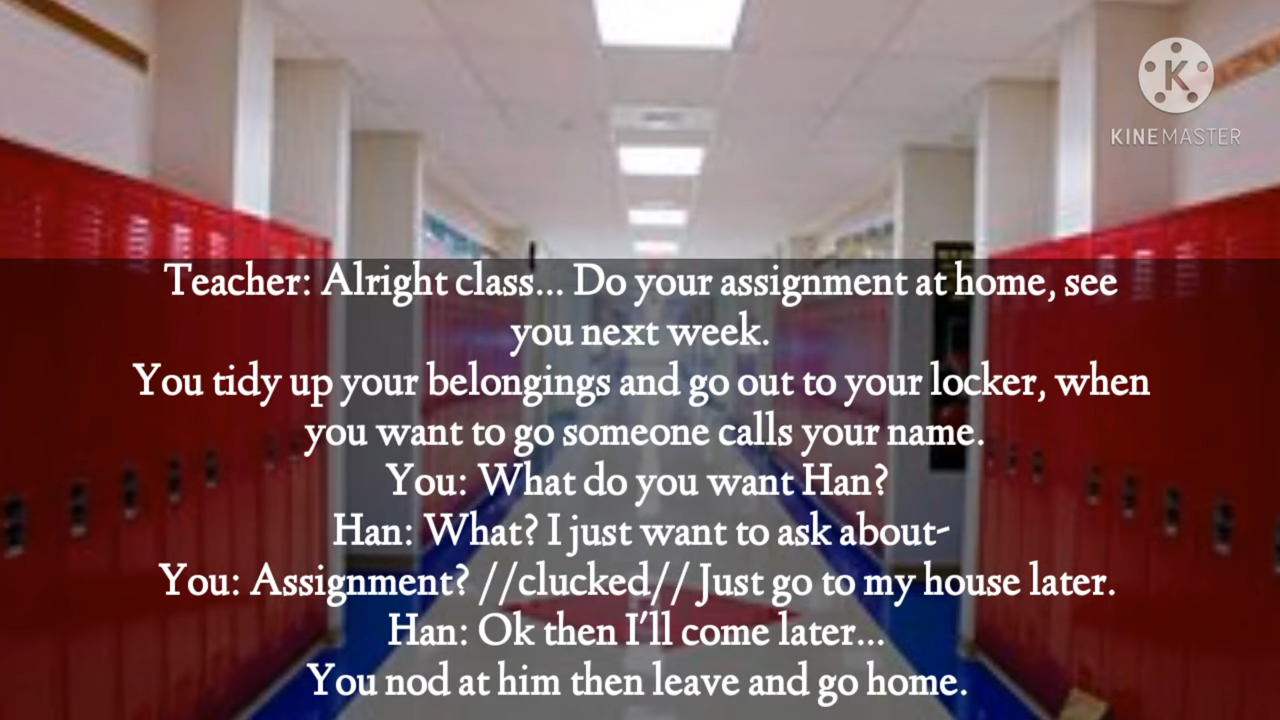 KINEMASTER
Teacher: Alright class... Do your assignment at home, see
you next week.
You tidy up your belongings and go out to your locker, when
you want to go someone calls your name.
You: What do you want Han?
Han: What? I just want to ask about-
You: Assignment? //clucked// Just go to my house later.
Han: Ok then I'll come later...
You nod at him then leave and go home.